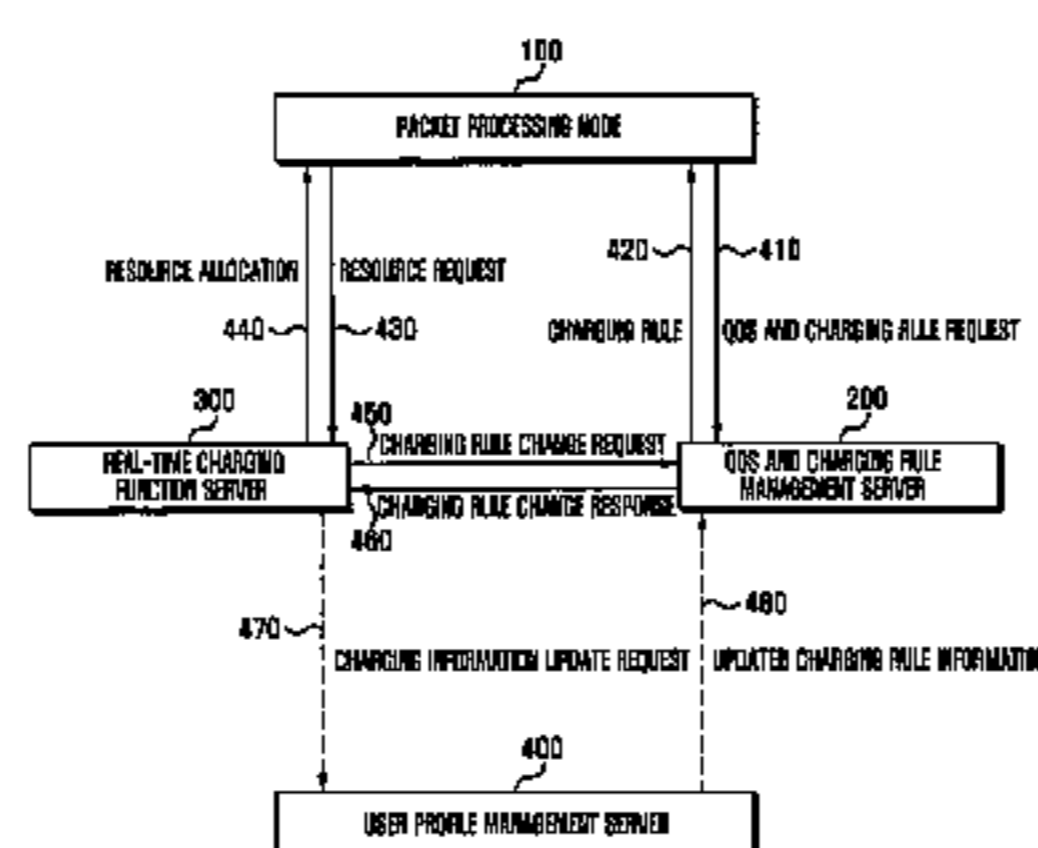 100
PACKET PROCESSING NODE
420
410
RESOURCE ALLOCATION
RESOURCE REQUEST
440
430
CHARGING RULE
QOS AND CHARGING RULE REQUEST
300
200
450
CHARGING RULE CHANGE REQUEST
REAL-TIME CHARGING
FUNCTION SERVER
QOS AND CHARGING RULE
MANAGEMENT SERVER
CHARGING RULE CHANGE RESPONSE
460
480
470
CHARGING INFORMATION UPDATE REQUEST
UPDATED CHARGING RULE INFORMATIO
400
USER PROFILE MANAGEMENT SERVER